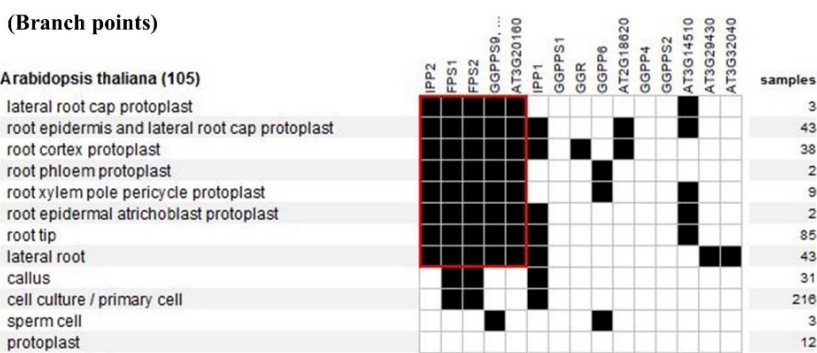 (Branch points)
IPP2
FPS1
FPS2
GGPPS9, ...
AT3G20160
IPP1
GGPPS1
GGR
GGPP6
AT2G18620
GGPP4
GGPPS2
AT3G14510
AT3G29430
AT3G32040
Arabidopsis thaliana (105) samples
lateral root cap protoplast 3
root epidermis and lateral root cap protoplast 43
root cortex protoplast 38
root phloem protoplast 2
root xylem pole pericycle protoplast 9
root epidermal atrichoblast protoplast 2
root tip 85
lateral root 43
callus 31
cell culture / primary cell 216
sperm cell 3
protoplast 12